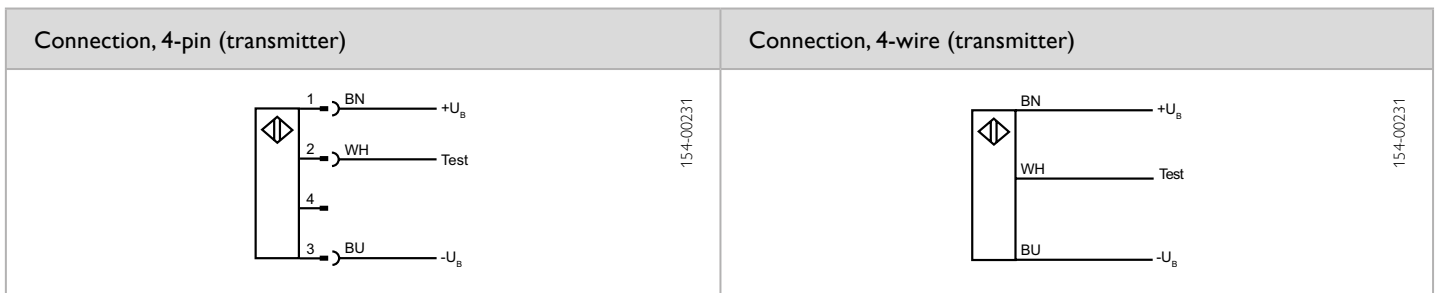 Connection, 4-pin (transmitter)
Connection, 4-wire (transmitter)
1 BN +UB
2 WH Test
4
3 BU -UB
154-00231
BN +UB
WH Test
BU -UB
154-00231